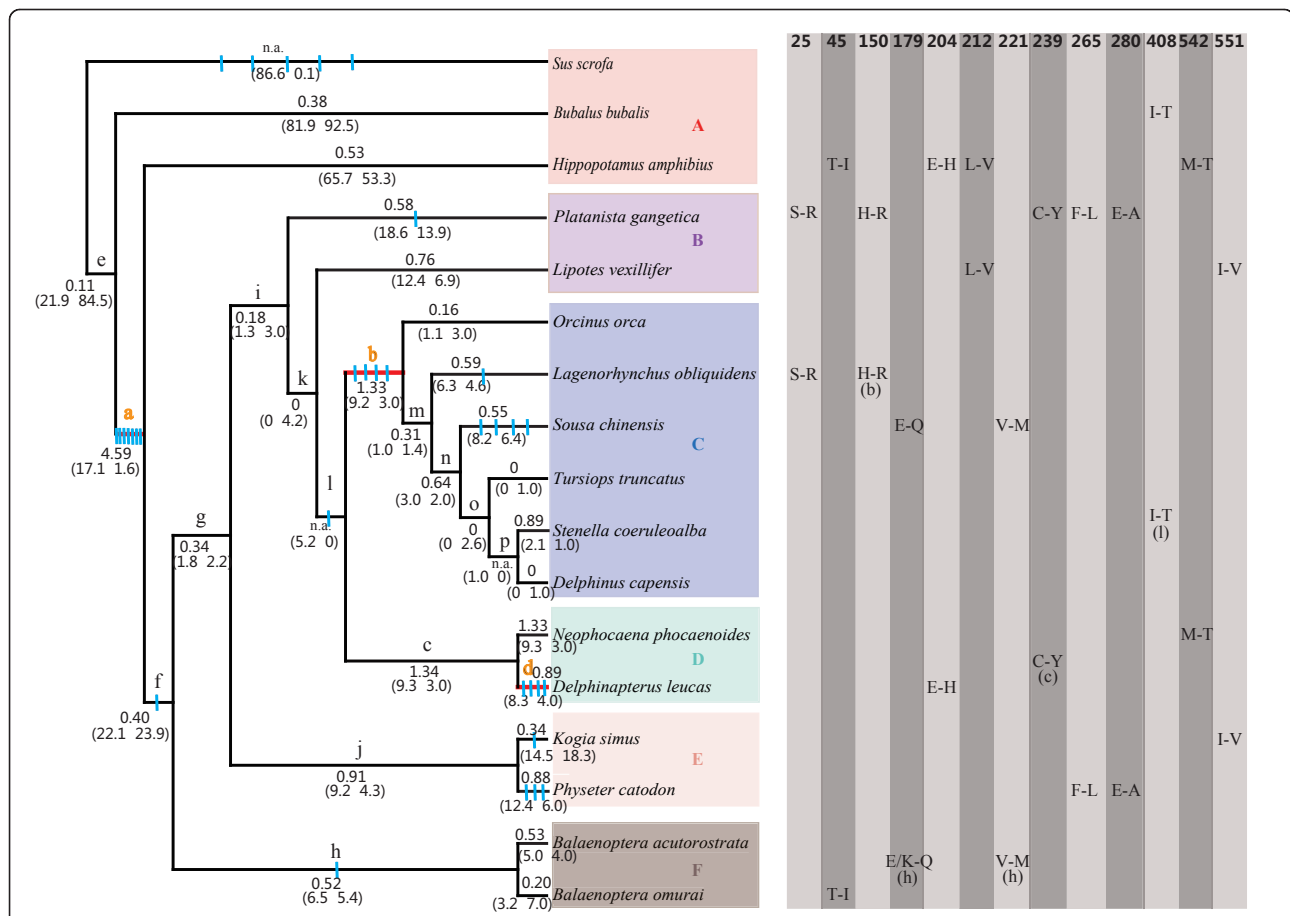 25 45 150 179 204 212 221 239 265 280 408 542 551
n.a.
(86.6 0.1)
Sus scrofa
0.38
(81.9 92.5)
Bubalus bubalis
A
I-T
0.53
(65.7 53.3)
Hippopotamus amphibius
T-I E-H L-V M-T
0.58
(18.6 13.9)
Platanista gangetica
S-R H-R C-Y F-L E-A
B
e
0.11
(21.9 84.5)
0.76
(12.4 6.9)
Lipotes vexillifer
L-V I-V
i
0.18
(1.3 3.0)
0.16
(1.1 3.0)
Orcinus orca
b
1.33
(9.2 3.0)
0.59
(6.3 4.6)
Lagenorhynchus obliquidens
S-R H-R
(b)
k
0
(0 4.2)
m
0.31
(1.0 1.4)
0.55
(8.2 6.4)
Sousa chinensis
C
E-Q V-M
a
4.59
(17.1 1.6)
n
0.64
(3.0 2.0)
0
(0 1.0)
Tursiops truncatus
l
n.a.
(5.2 0)
o
0
(0 2.6)
0.89
(2.1 1.0)
Stenella coeruleoalba
I-T
(l)
g
0.34
(1.8 2.2)
p
n.a.
(1.0 0)
0
(0 1.0)
Delphinus capensis
c
1.34
(9.3 3.0)
1.33
(9.3 3.0)
Neophocaena phocaenoides
M-T
D
C-Y
(c)
d
0.89
(8.3 4.0)
Delphinapterus leucas
E-H
f
0.40
(22.1 23.9)
0.34
(14.5 18.3)
Kogia simus
I-V
j
0.91
(9.2 4.3)
E
0.88
(12.4 6.0)
Physeter catodon
F-L E-A
0.53
(5.0 4.0)
Balaenoptera acutorostrata
h
0.52
(6.5 5.4)
F
E/K-Q V-M
(h) (h)
0.20
(3.2 7.0)
Balaenoptera omurai
T-I